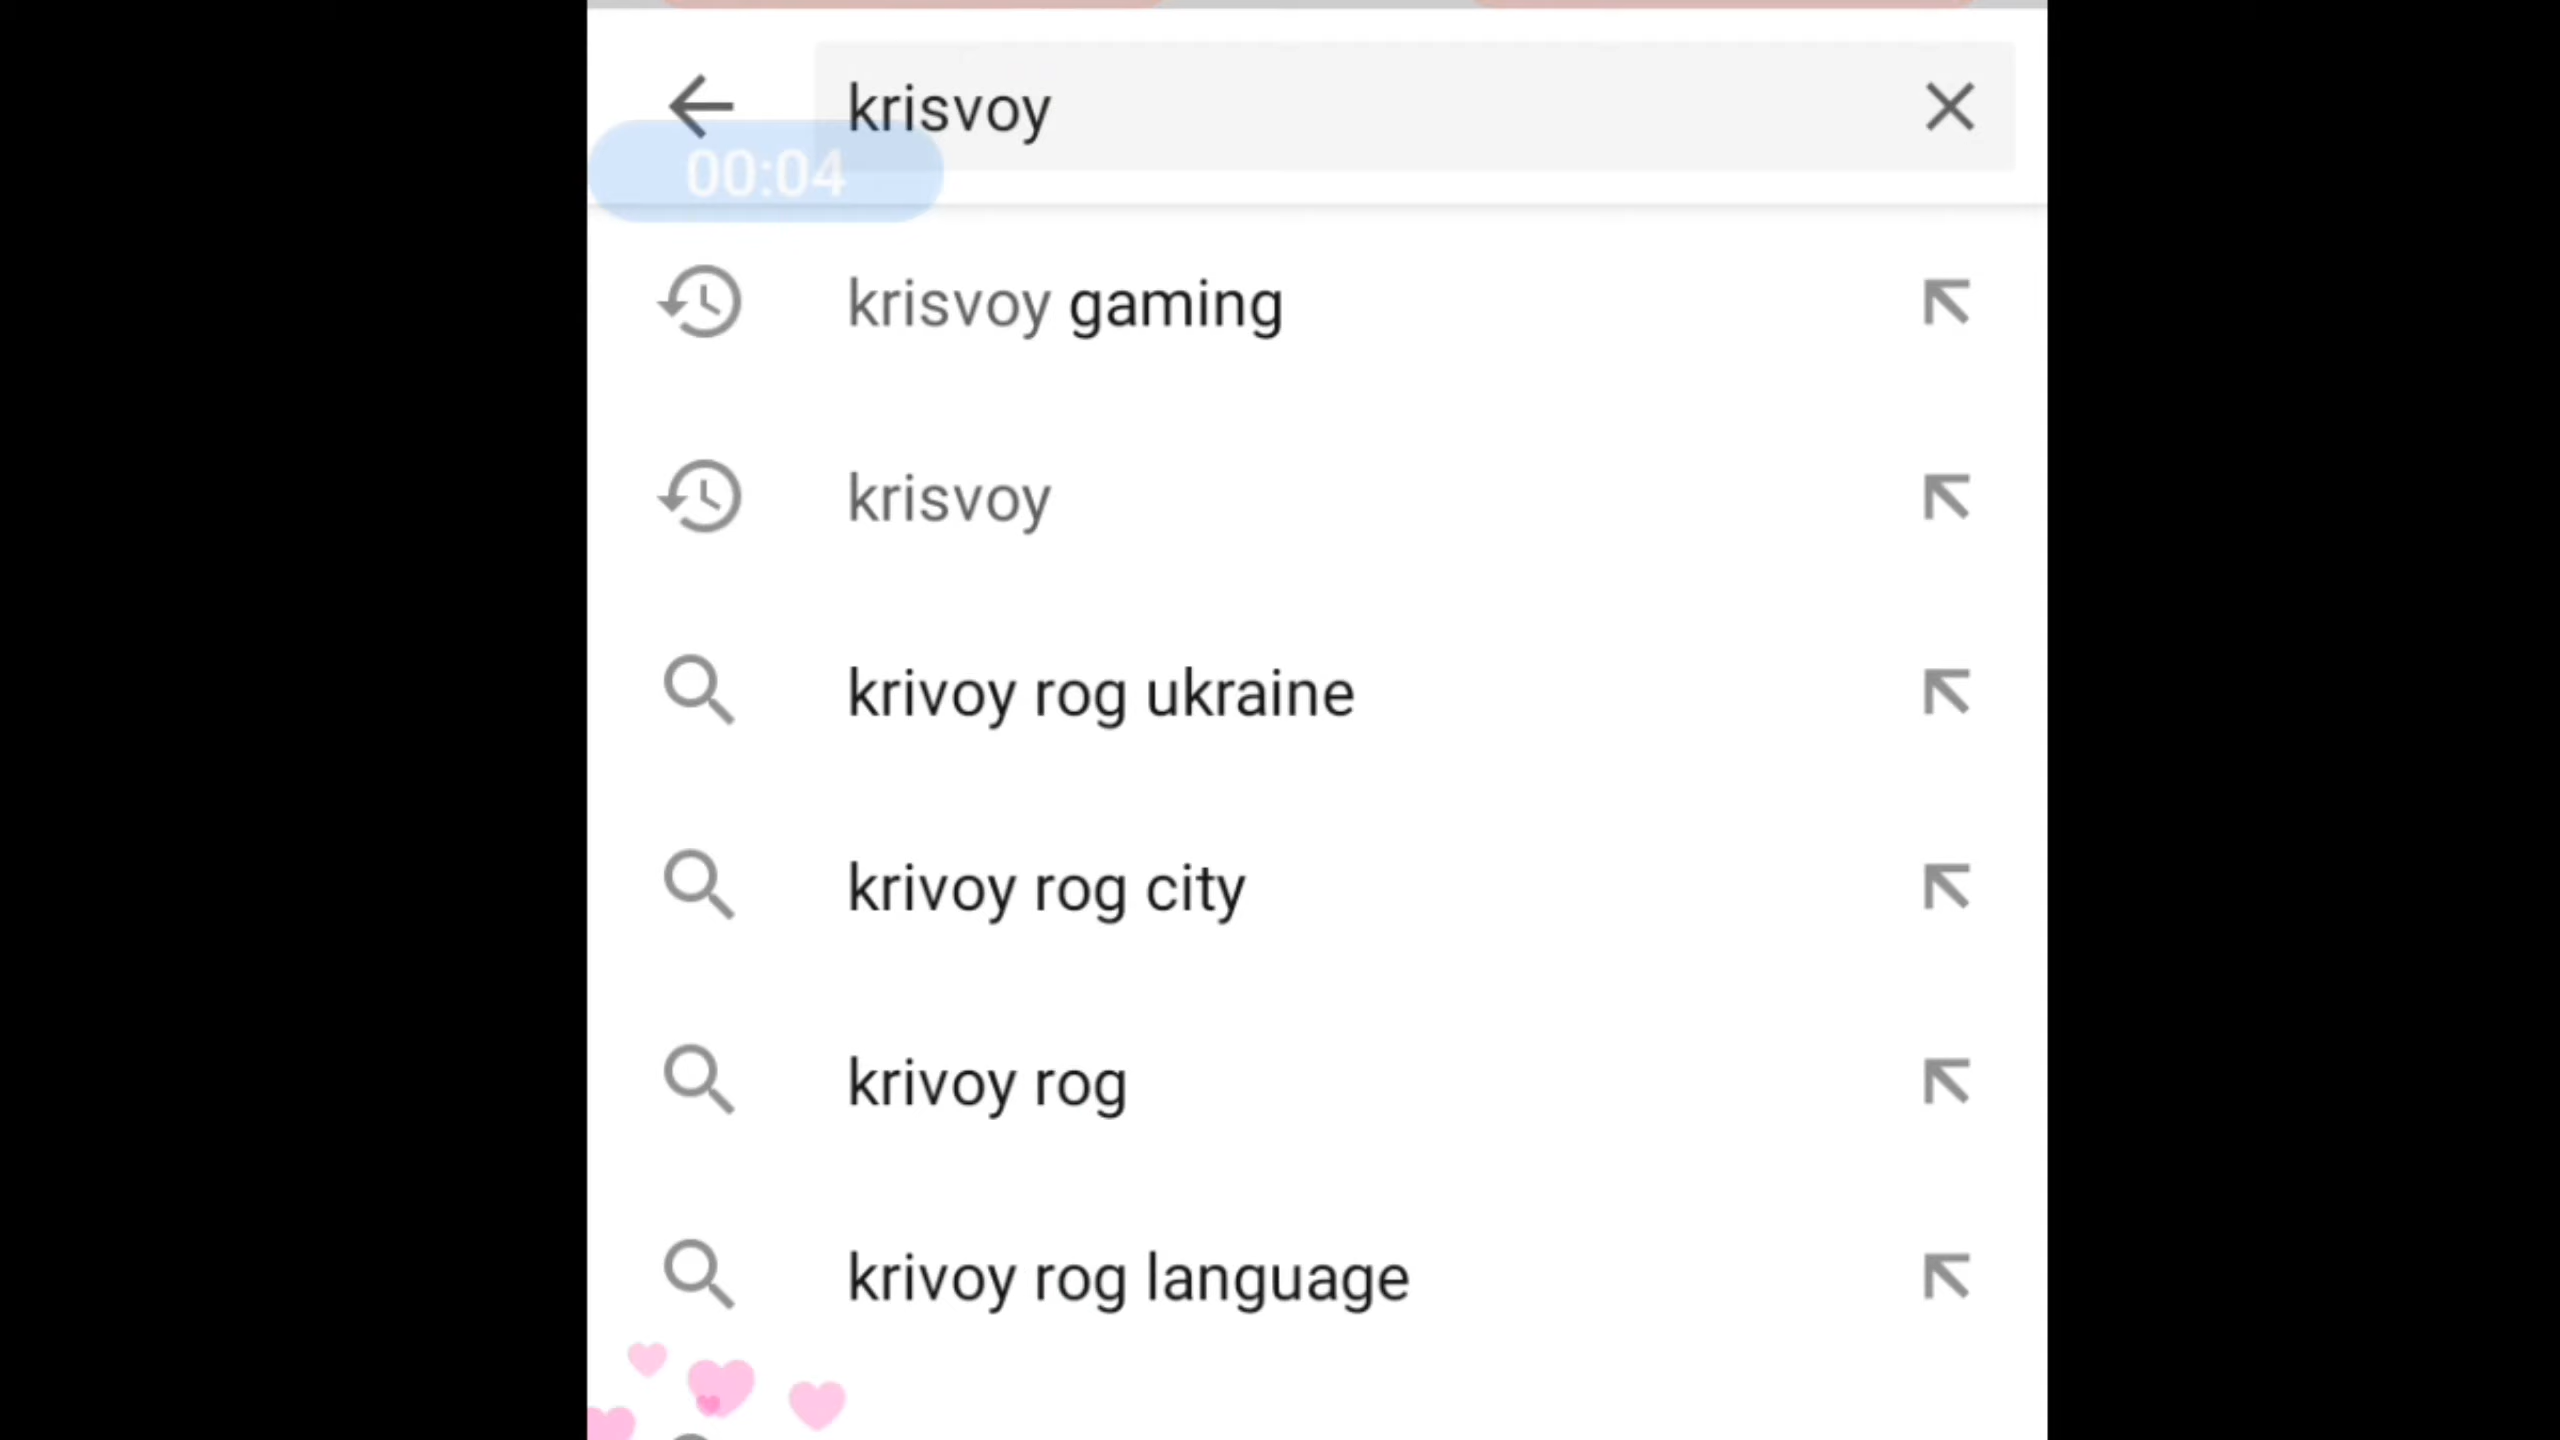 krisvoy
00:04
krisvoy gaming
krisvoy
krivoy rog ukraine
krivoy rog city
krivoy rog
krivoy rog language